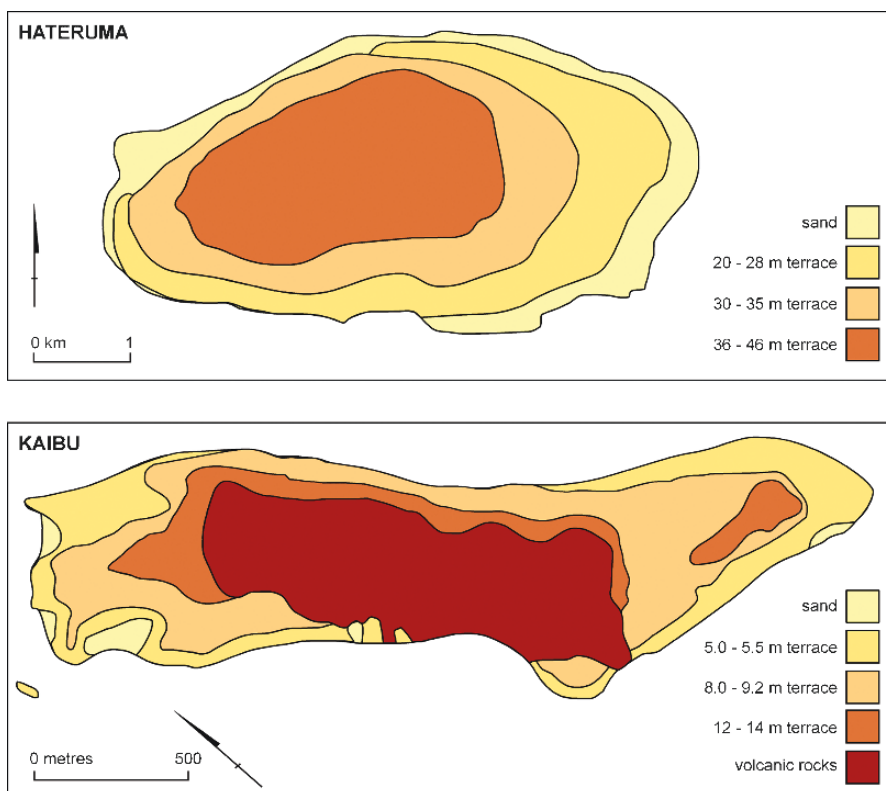 HATERUMA
sand
20 - 28 m terrace
30 - 35 m terrace
36 - 46 m terrace
0 km 1
KAIBU
sand
5.0 - 5.5 m terrace
8.0 - 9.2 m terrace
12 - 14 m terrace
volcanic rocks
0 metres 500